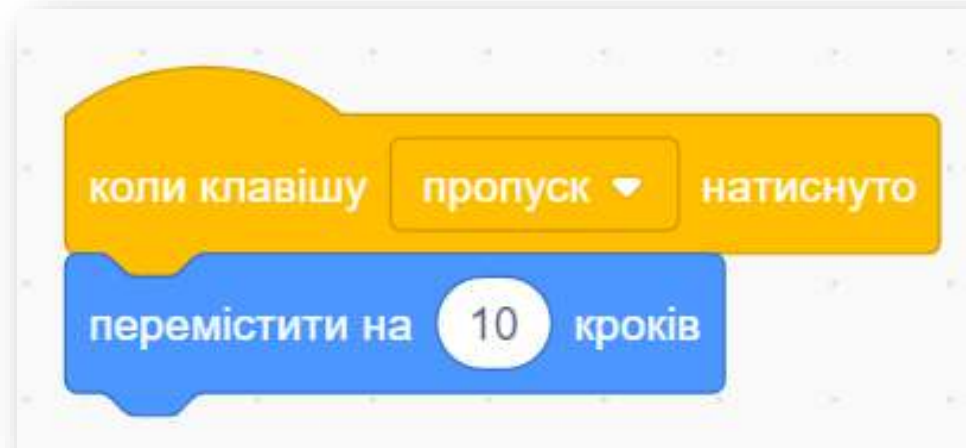 коли клавішу пропуск натиснуто
перемістити на 10 кроків